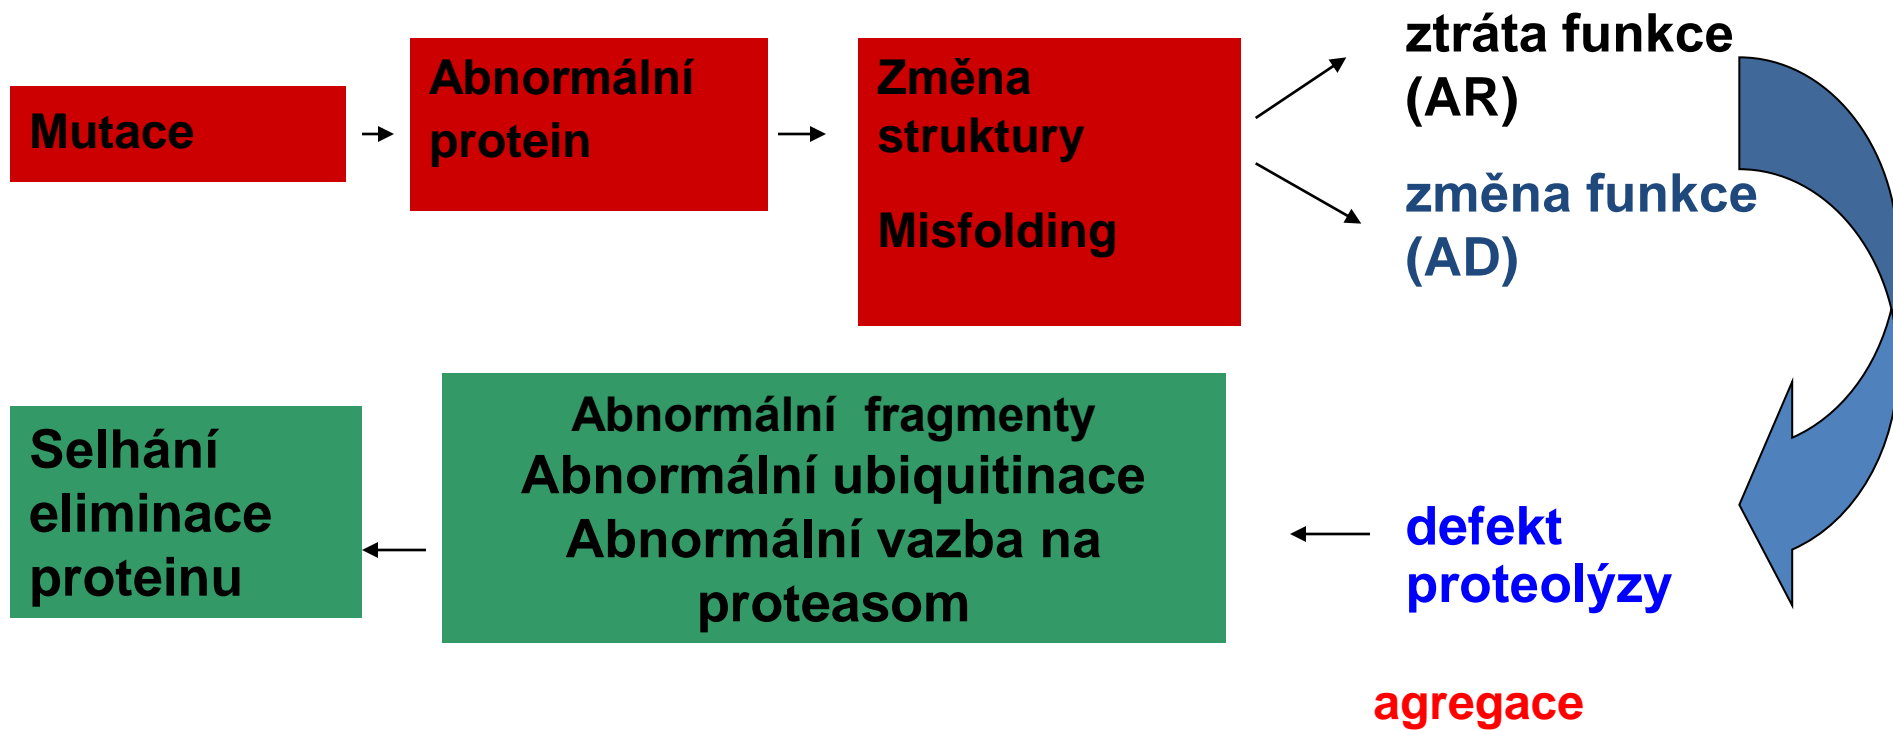 Mutace
Abnormální
protein
Změna
struktury
Misfolding
ztráta funkce
(AR)
změna funkce
(AD)
Selhání
eliminace
proteinu
Abnormální fragmenty
Abnormální ubiquitinace
Abnormální vazba na
proteasom
defekt
proteolýzy
agregace